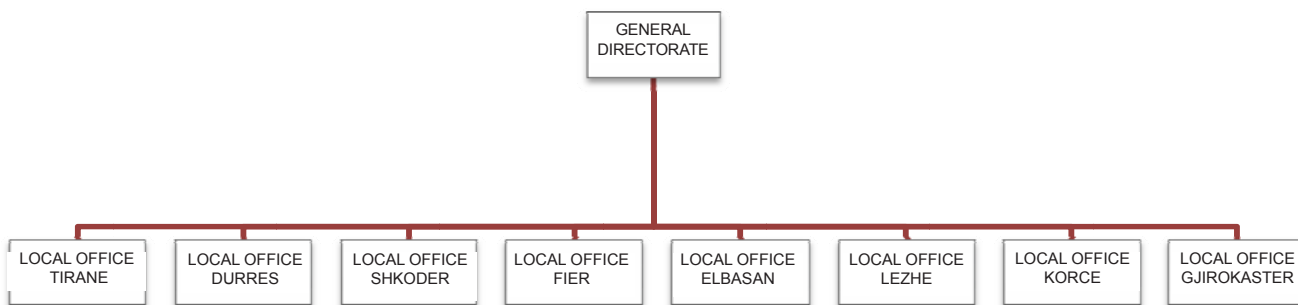 GENERAL
DIRECTORATE
LOCAL OFFICE
TIRANE
LOCAL OFFICE
DURRES
LOCAL OFFICE
SHKODER
LOCAL OFFICE
FIER
LOCAL OFFICE
ELBASAN
LOCAL OFFICE
LEZHE
LOCAL OFFICE
KORCE
LOCAL OFFICE
GJIROKASTER